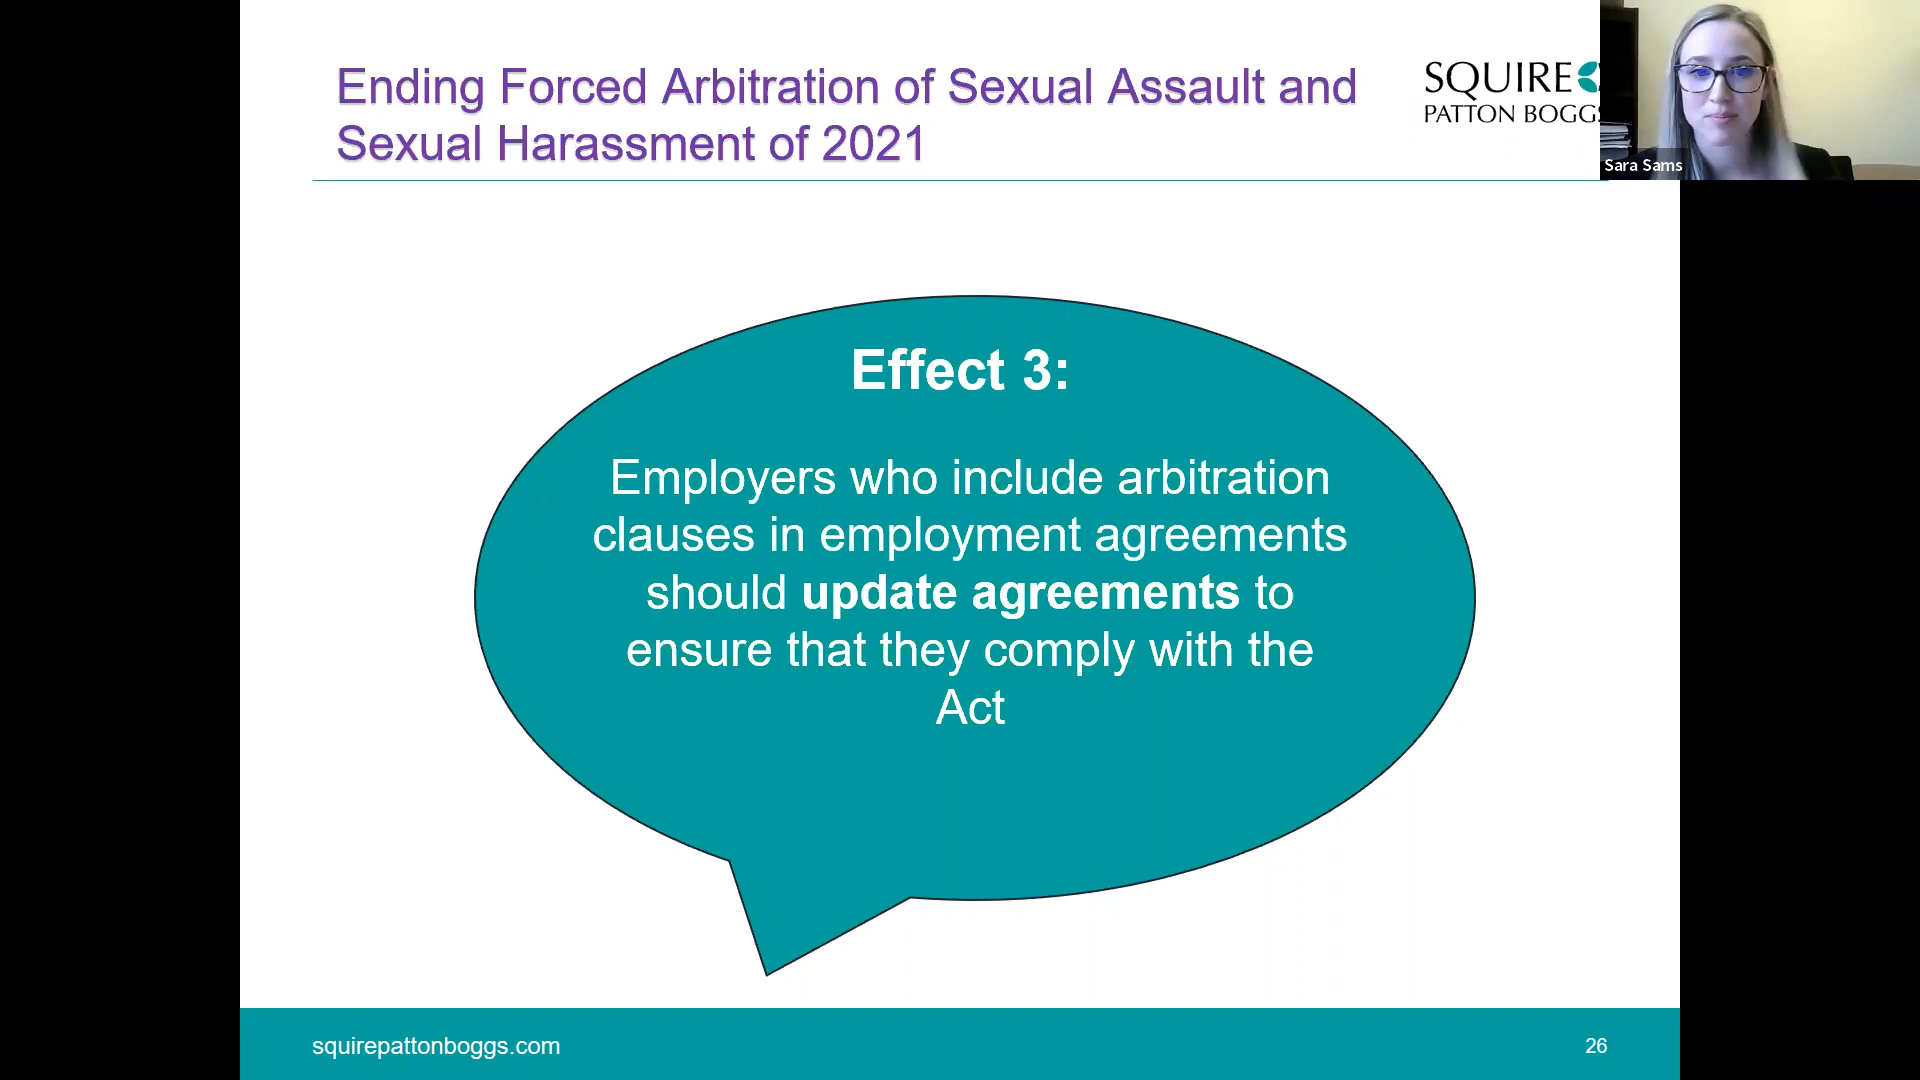 Ending Forced Arbitration of Sexual Assault and
Sexual Harassment of 2021
SQUIRE
PATTON BOGGS
Sara Sams
Effect 3:
Employers who include arbitration
clauses in employment agreements
should update agreements to
ensure that they comply with the
Act
squirepattonboggs.com
26